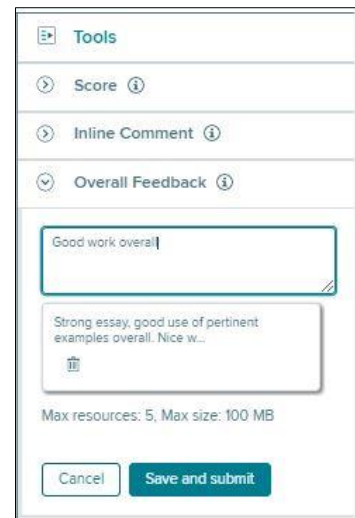 Tools
Score
Inline Comment
Overall Feedback
Good work overall
Strong essay, good use of pertinent
examples overall. Nice w...
Max resources: 5, Max size: 100 MB
Cancel Save and submit